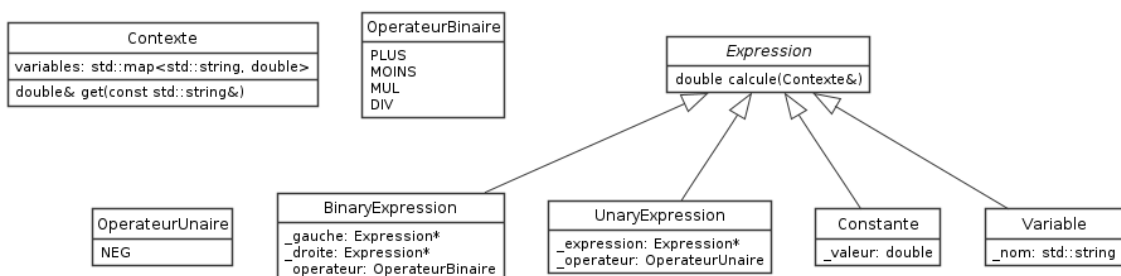 Contexte
variables: std::map<std::string, double>
double& get(const std::string&)
OperateurBinaire
PLUS
MOINS
MUL
DIV
Expression
double calcule(Contexte&)
OperateurUnaire
NEG
BinaryExpression
_gauche: Expression*
_droite: Expression*
_operateur: OperateurBinaire
UnaryExpression
_expression: Expression*
_operateur: OperateurUnaire
Constante
_valeur: double
Variable
_nom: std::string